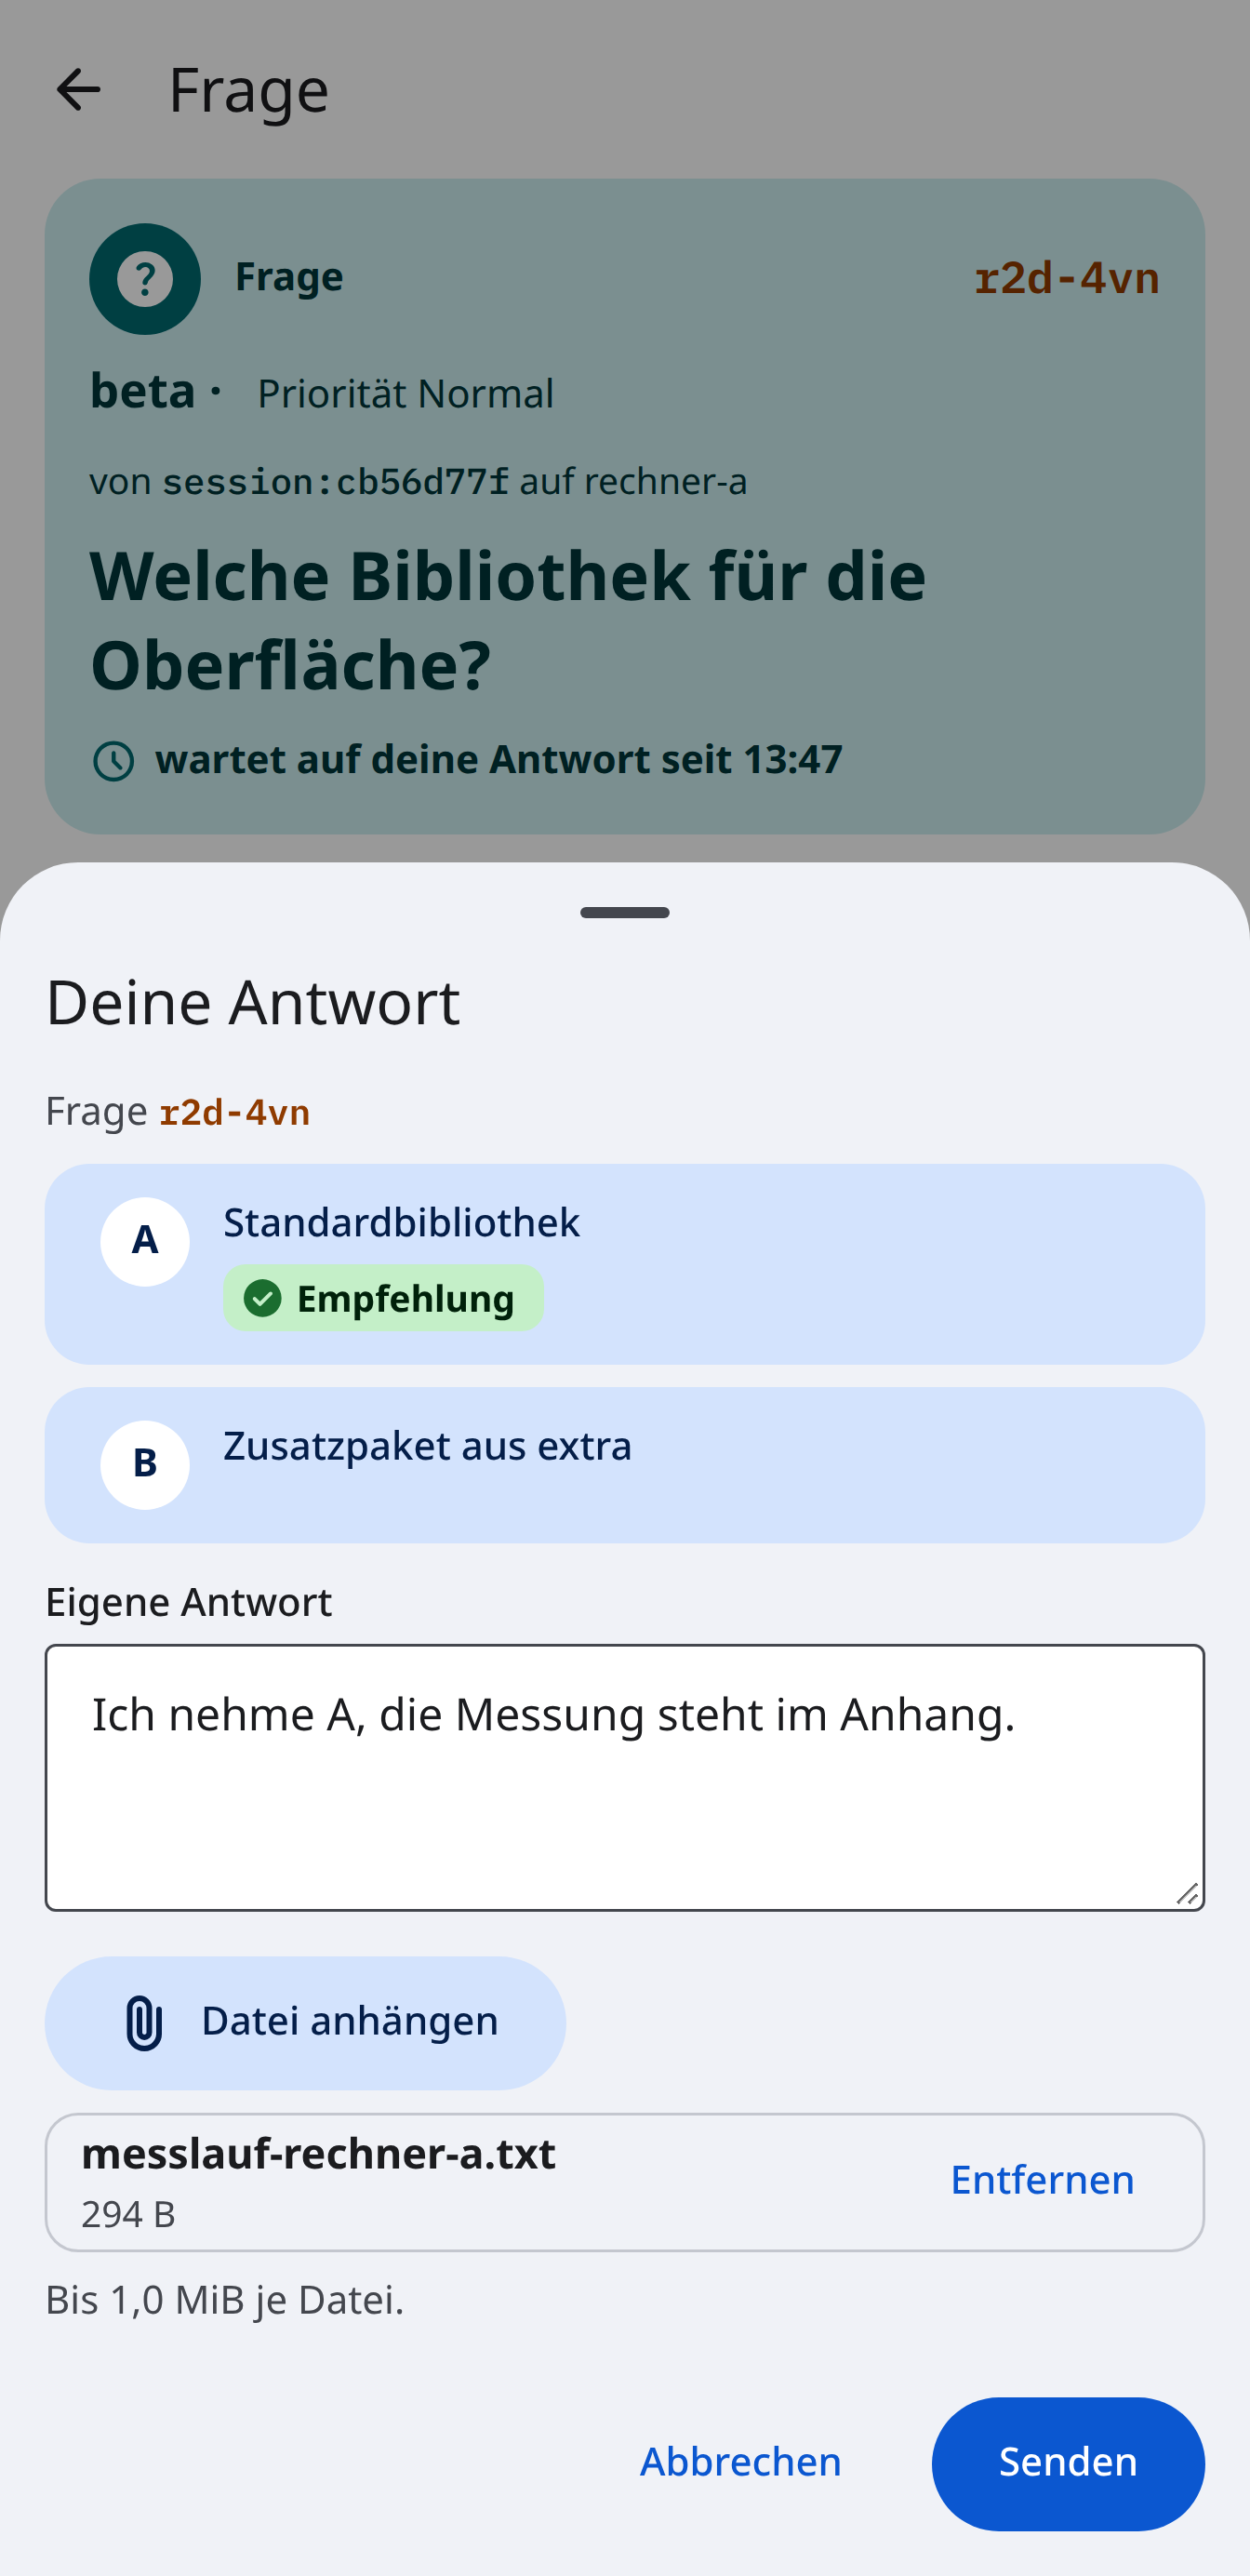 Frage
Frage
r2d-4vn
beta · Priorität Normal
von session:cb56d77f auf rechner-a
Welche Bibliothek für die
Oberfläche?
wartet auf deine Antwort seit 13:47
Deine Antwort
Frage r2d-4vn
A
Standardbibliothek
Empfehlung
B
Zusatzpaket aus extra
Eigene Antwort
Ich nehme A, die Messung steht im Anhang.
Datei anhängen
messlauf-rechner-a.txt
294 B
Entfernen
Bis 1,0 MiB je Datei.
Abbrechen
Senden